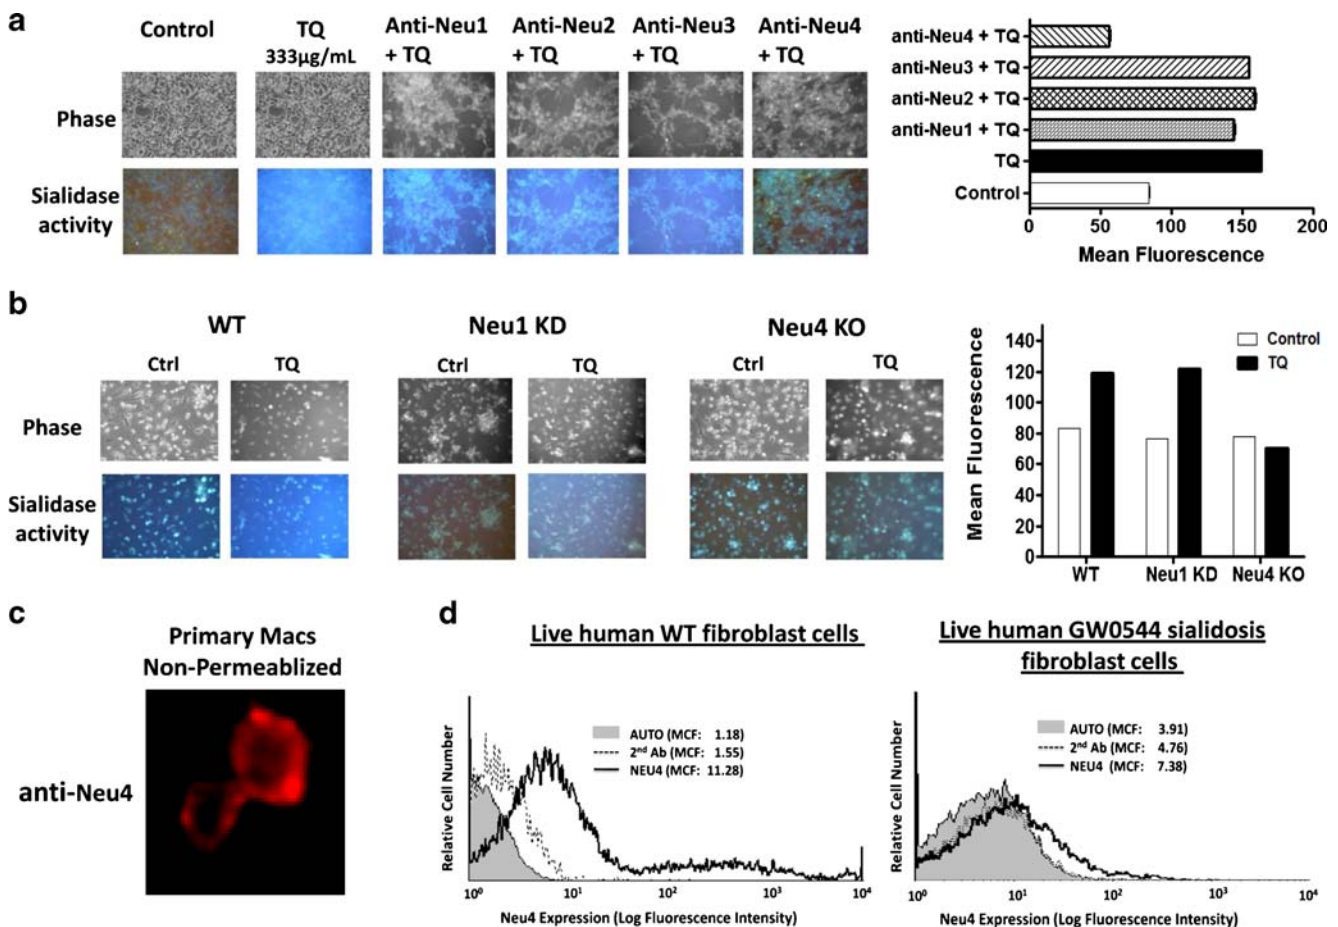 a
Control
TQ
333µg/mL
Anti-Neu1
+ TQ
Anti-Neu2
+ TQ
Anti-Neu3
+ TQ
Anti-Neu4
+ TQ
Phase
Sialidase
activity
anti-Neu4 + TQ
anti-Neu3 + TQ
anti-Neu2 + TQ
anti-Neu1 + TQ
TQ
Control
0 50 100 150 200
Mean Fluorescence
b
WT
Neu1 KD
Neu4 KO
Ctrl TQ
Ctrl TQ
Ctrl TQ
Phase
Sialidase
activity
Mean Fluorescence
140
120
100
80
60
40
20
0
Control
TQ
WT Neu1 KD Neu4 KO
c
Primary Macs
Non-Permeablized
anti-Neu4
d
Live human WT fibroblast cells
Relative Cell Number
AUTO (MCF: 1.18)
2nd Ab (MCF: 1.55)
NEU4 (MCF: 11.28)
10⁰ 10¹ 10² 10³ 10⁴
Neu4 Expression (Log Fluorescence Intensity)
Live human GW0544 sialidosis
fibroblast cells
Relative Cell Number
AUTO (MCF: 3.91)
2nd Ab (MCF: 4.76)
NEU4 (MCF: 7.38)
10⁰ 10¹ 10² 10³ 10⁴
Neu4 Expression (Log Fluorescence Intensity)